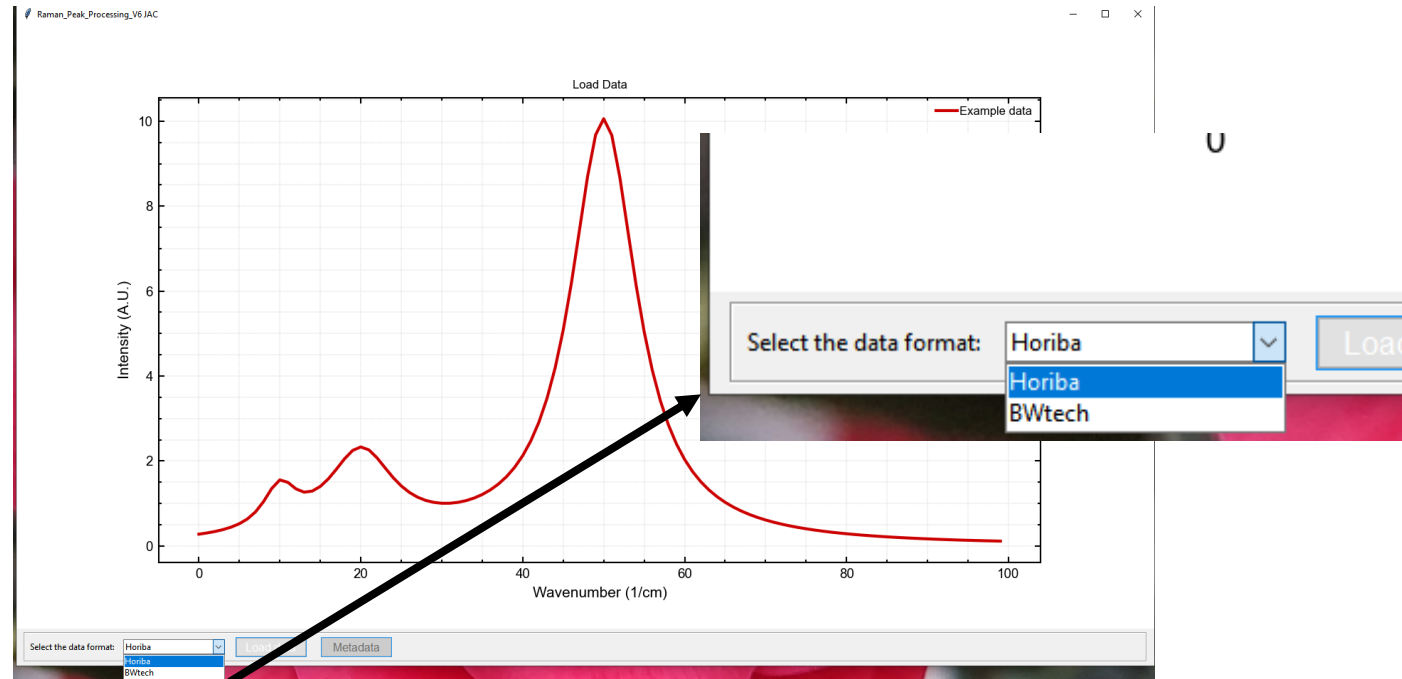 Raman_Peak_Processing_V6 JAC
Load Data
Example data
10
8
6
4
2
0
Intensity (A.U.)
0 20 40 60 80 100
Wavenumber (1/cm)
Select the data format: Horiba Metadata
Horiba
BWtech
0
Select the data format: Horiba
Horiba
BWtech